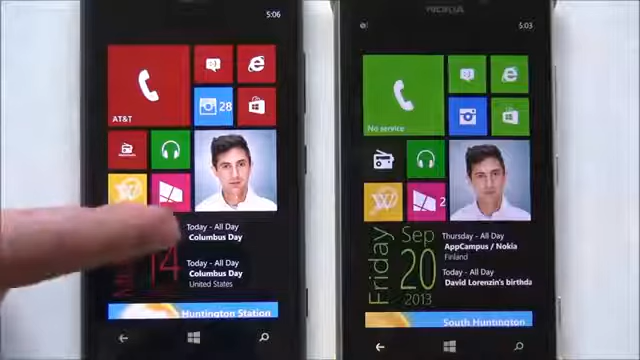 5:06
28
AT&T
14
Today - All Day
Columbus Day
Today - All Day
Columbus Day
United States
Huntington Station
NOKIA
5:03
No service
2
Friday
Sep
20
2013
Thursday - All Day
AppCampus / Nokia
Finland
Today - All Day
David Lorenzin's birthda
South Huntington